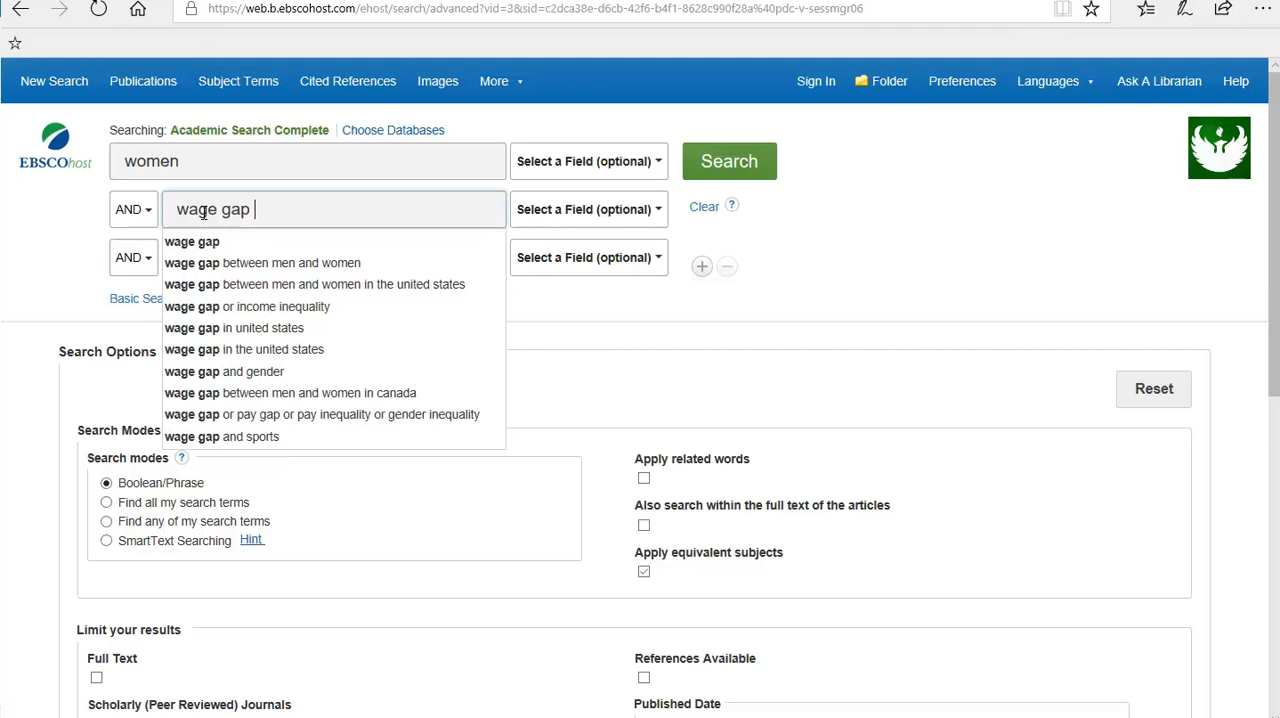 https://web.b.ebscohost.com/ehost/search/advanced?vid=3&sid=c2dca38e-d6cb-42f6-b4f1-8628c990f28a%40pdc-v-sessmgr06
New Search Publications Subject Terms Cited References Images More Sign In Folder Preferences Languages Ask A Librarian Help
Searching: Academic Search Complete Choose Databases
EBSCOhost
women Select a Field (optional) Search
AND wage gap Select a Field (optional) Clear ?
wage gap
AND Select a Field (optional)
wage gap between men and women
wage gap between men and women in the united states
Basic Sea
wage gap or income inequality
wage gap in united states
wage gap in the united states
Search Options
wage gap and gender
Reset
wage gap between men and women in canada
wage gap or pay gap or pay inequality or gender inequality
Search Modes
wage gap and sports
Search modes ?
Boolean/Phrase
Find all my search terms
Find any of my search terms
SmartText Searching Hint
Apply related words
Also search within the full text of the articles
Apply equivalent subjects
Limit your results
Full Text
References Available
Scholarly (Peer Reviewed) Journals
Published Date